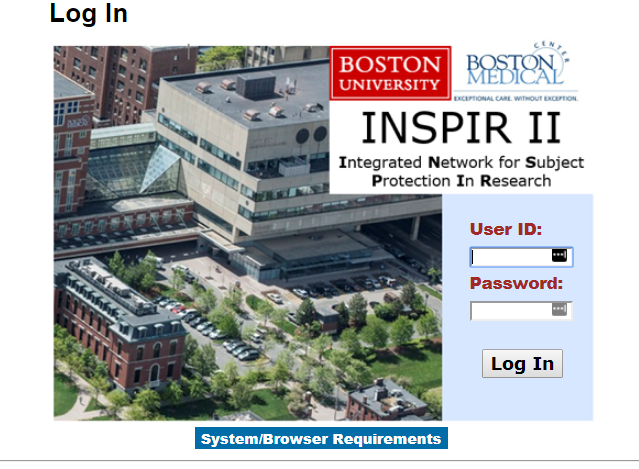 Log In
BOSTON
UNIVERSITY
BOSTON
MEDICAL
CENTER
EXCEPTIONAL CARE. WITHOUT EXCEPTION.
INSPIR II
Integrated Network for Subject
Protection In Research
User ID:
Password:
Log In
System/Browser Requirements